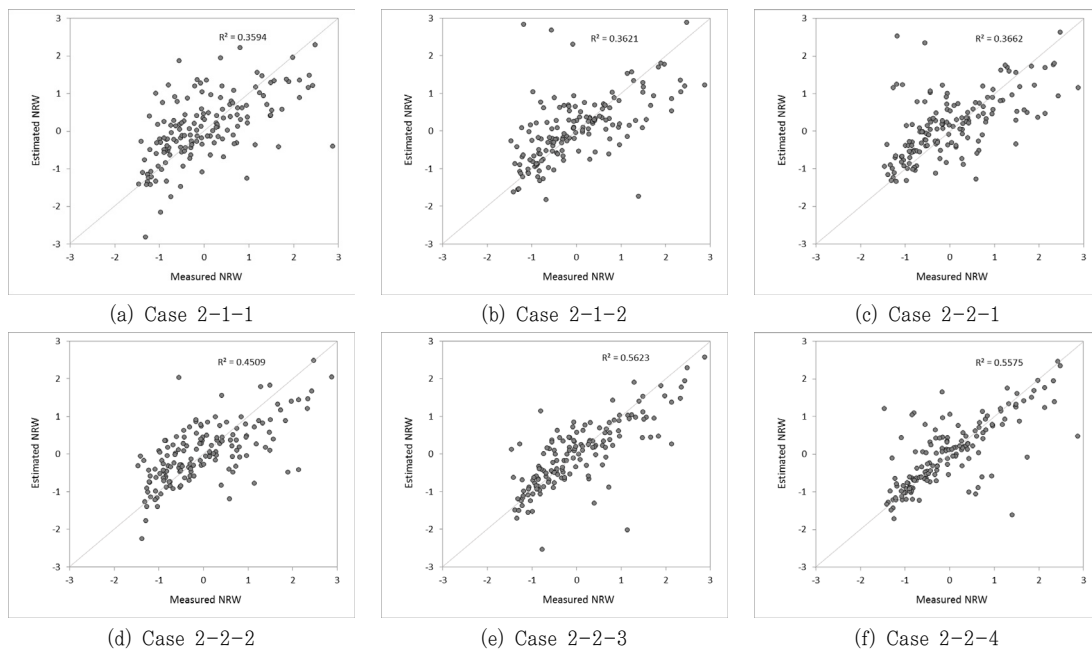 R² = 0.3594
3
2
1
0
-1
-2
-3
Estimated NRW
-3 -2 -1 0 1 2 3
Measured NRW
(a) Case 2-1-1
R² = 0.3621
3
2
1
0
-1
-2
-3
Estimated NRW
-3 -2 -1 0 1 2 3
Measured NRW
(b) Case 2-1-2
R² = 0.3662
3
2
1
0
-1
-2
-3
Estimated NRW
-3 -2 -1 0 1 2 3
Measured NRW
(c) Case 2-2-1
R² = 0.4509
3
2
1
0
-1
-2
-3
Estimated NRW
-3 -2 -1 0 1 2 3
Measured NRW
(d) Case 2-2-2
R² = 0.5623
3
2
1
0
-1
-2
-3
Estimated NRW
-3 -2 -1 0 1 2 3
Measured NRW
(e) Case 2-2-3
R² = 0.5575
3
2
1
0
-1
-2
-3
Estimated NRW
-3 -2 -1 0 1 2 3
Measured NRW
(f) Case 2-2-4